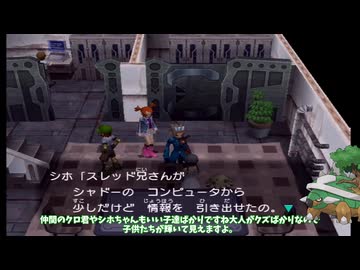 シホ「スレッド兄さんが
シャドーの コンピュータから
少しだけど 情報を 引き出せたの。▼
仲間のクロ君やシホちゃんもいい子達ばかりですね大人がクズばかりないで
子供たちが輝いて見えますよ。